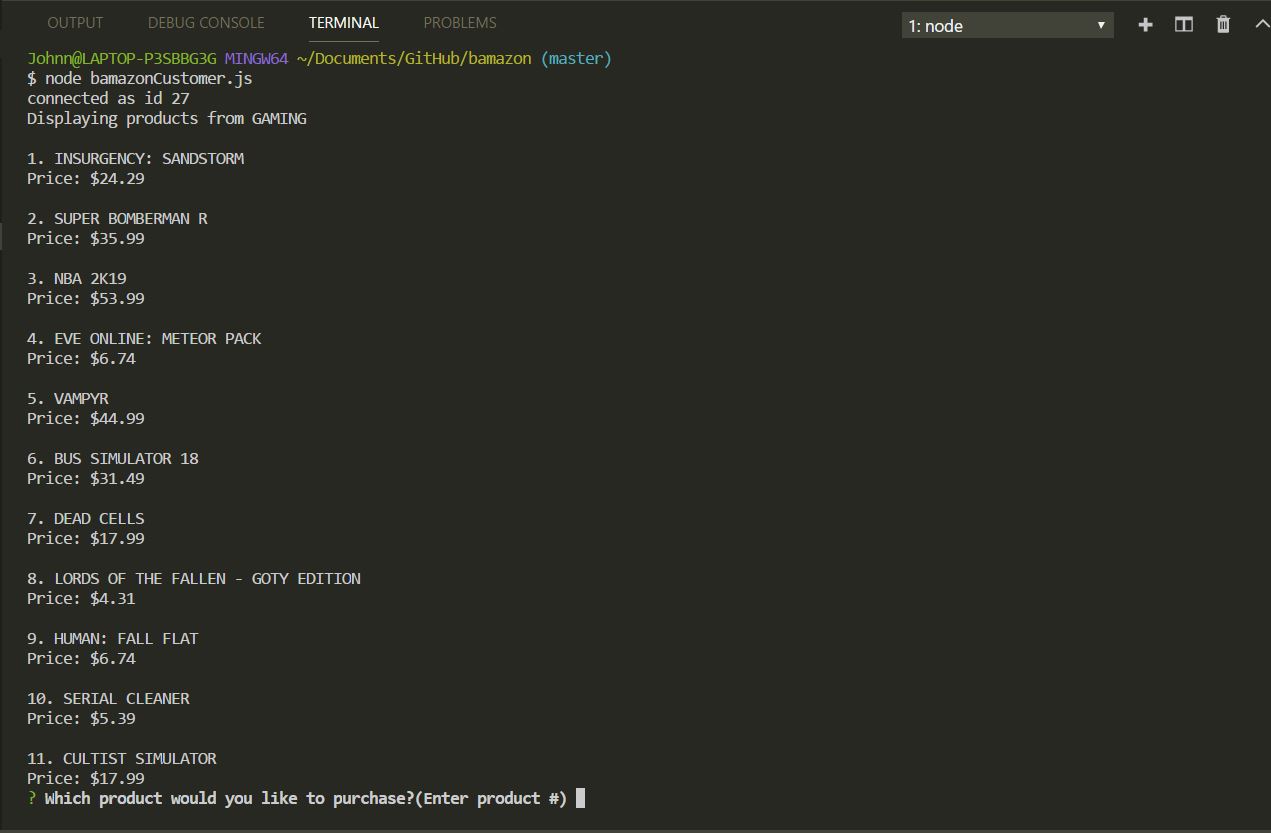 OUTPUT DEBUG CONSOLE TERMINAL PROBLEMS 1: node
Johnn@LAPTOP-P3SBBG3G MINGW64 ~/Documents/GitHub/bamazon (master)
$ node bamazonCustomer.js
connected as id 27
Displaying products from GAMING
1. INSURGENCY: SANDSTORM
Price: $24.29
2. SUPER BOMBERMAN R
Price: $35.99
3. NBA 2K19
Price: $53.99
4. EVE ONLINE: METEOR PACK
Price: $6.74
5. VAMPYR
Price: $44.99
6. BUS SIMULATOR 18
Price: $31.49
7. DEAD CELLS
Price: $17.99
8. LORDS OF THE FALLEN - GOTY EDITION
Price: $4.31
9. HUMAN: FALL FLAT
Price: $6.74
10. SERIAL CLEANER
Price: $5.39
11. CULTIST SIMULATOR
Price: $17.99
? Which product would you like to purchase?(Enter product #)